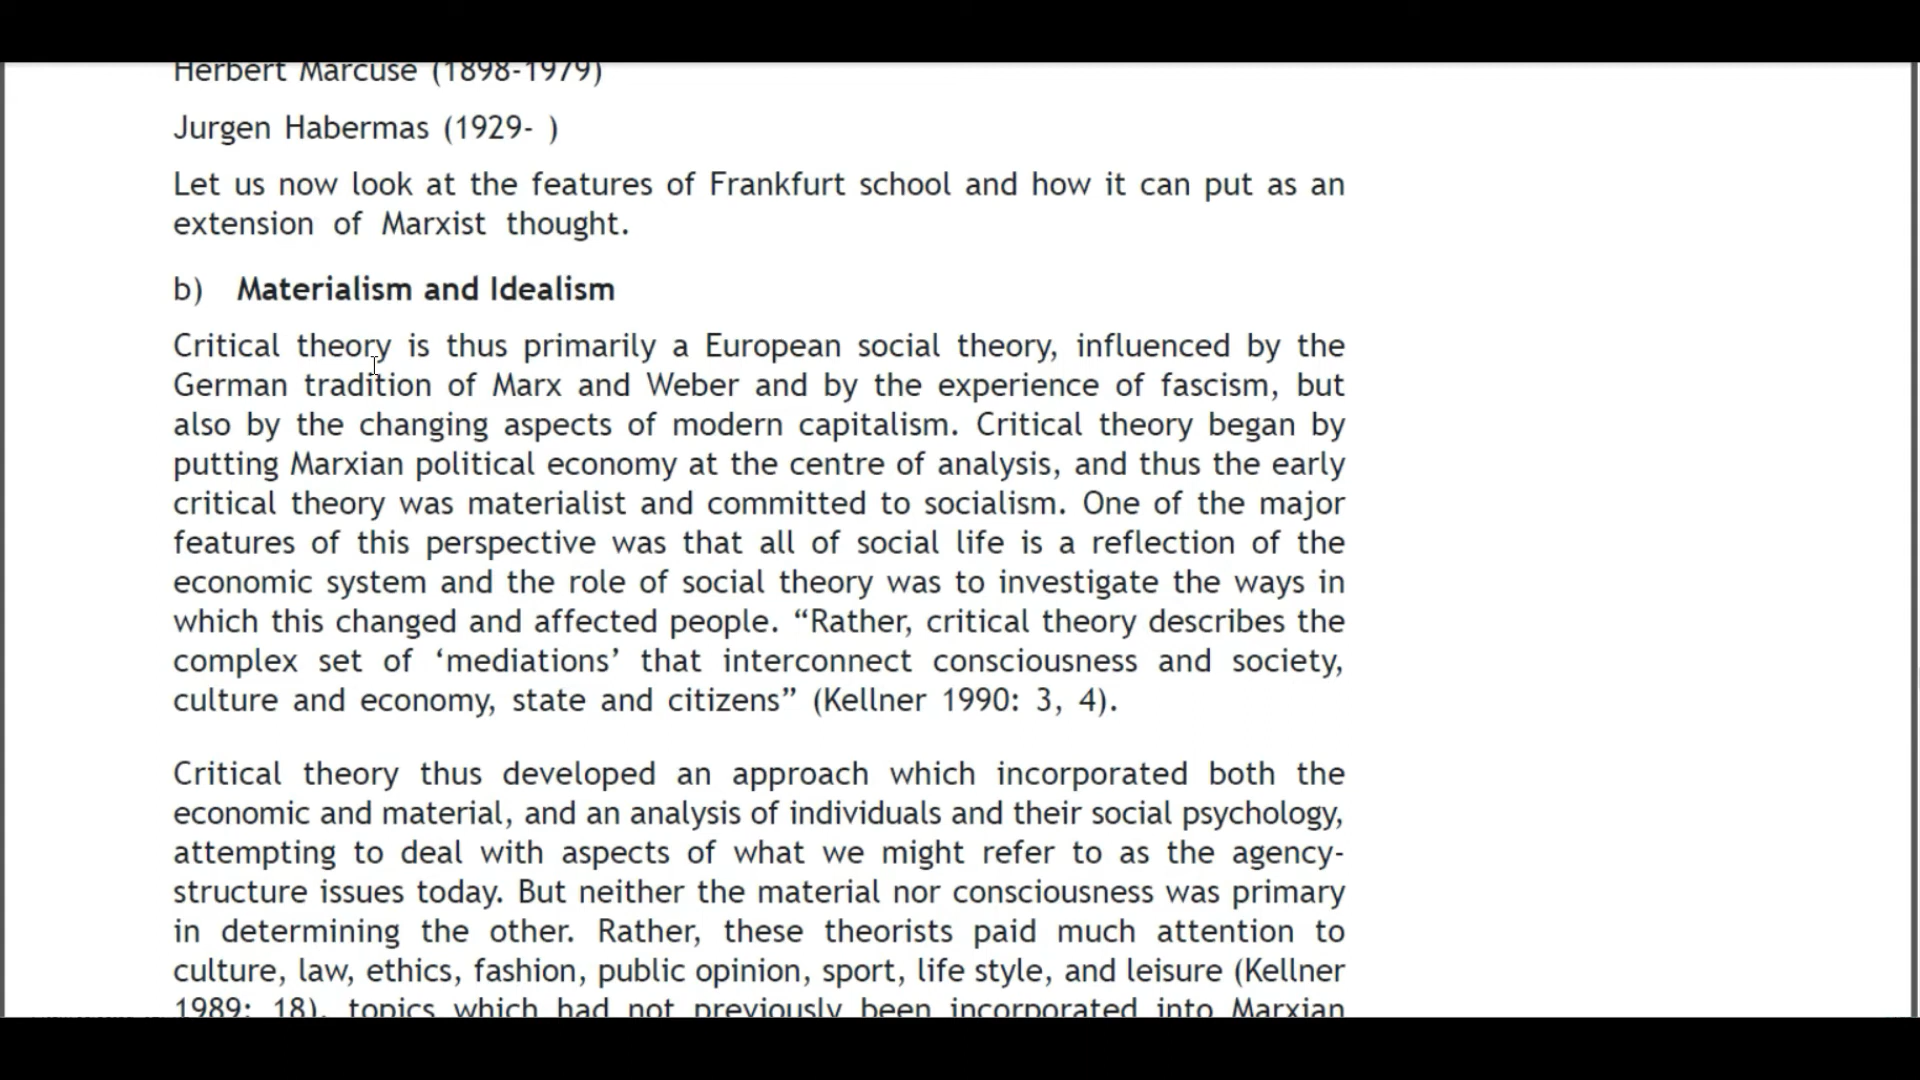 Herbert Marcuse (1898-1979)
Jurgen Habermas (1929- )
Let us now look at the features of Frankfurt school and how it can put as an
extension of Marxist thought.
b) Materialism and Idealism
Critical theory is thus primarily a European social theory, influenced by the
German tradition of Marx and Weber and by the experience of fascism, but
also by the changing aspects of modern capitalism. Critical theory began by
putting Marxian political economy at the centre of analysis, and thus the early
critical theory was materialist and committed to socialism. One of the major
features of this perspective was that all of social life is a reflection of the
economic system and the role of social theory was to investigate the ways in
which this changed and affected people. “Rather, critical theory describes the
complex set of ‘mediations’ that interconnect consciousness and society,
culture and economy, state and citizens” (Kellner 1990: 3, 4).
Critical theory thus developed an approach which incorporated both the
economic and material, and an analysis of individuals and their social psychology,
attempting to deal with aspects of what we might refer to as the agency-
structure issues today. But neither the material nor consciousness was primary
in determining the other. Rather, these theorists paid much attention to
culture, law, ethics, fashion, public opinion, sport, life style, and leisure (Kellner
1989: 18), topics which had not previously been incorporated into Marxian